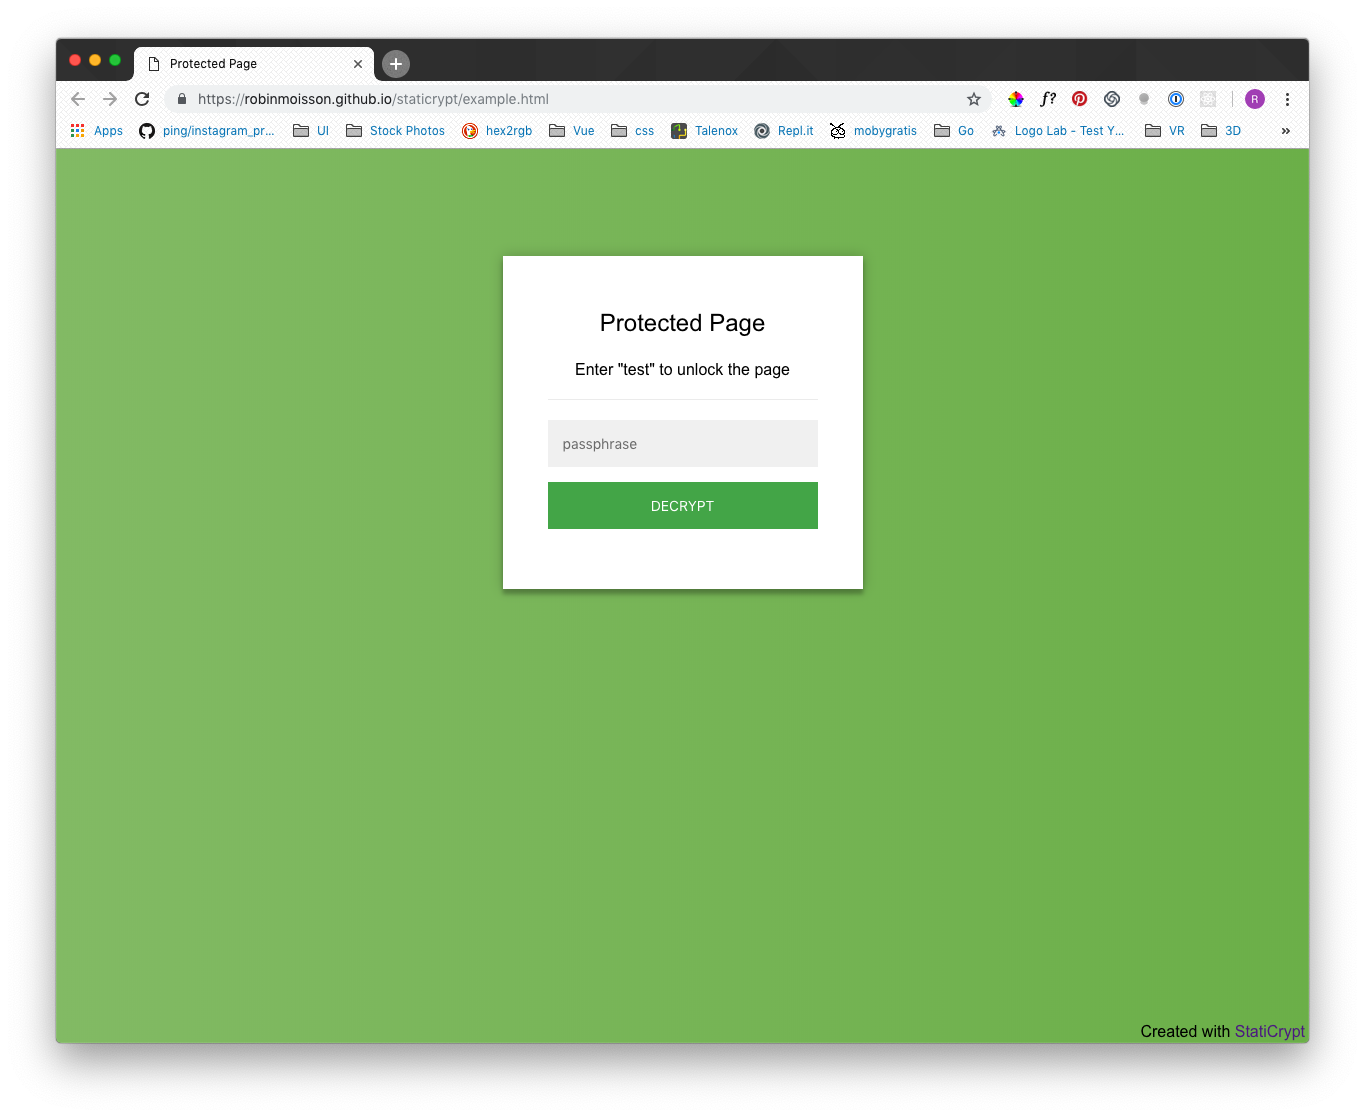 Protected Page
https://robinmoisson.github.io/staticrypt/example.html
f?
R
Apps ping/instagram_pr... UI Stock Photos hex2rgb Vue css Talenox Repl.it mobygratis Go Logo Lab - Test Y... VR 3D »
Protected Page
Enter "test" to unlock the page
passphrase
DECRYPT
Created with StatiCrypt